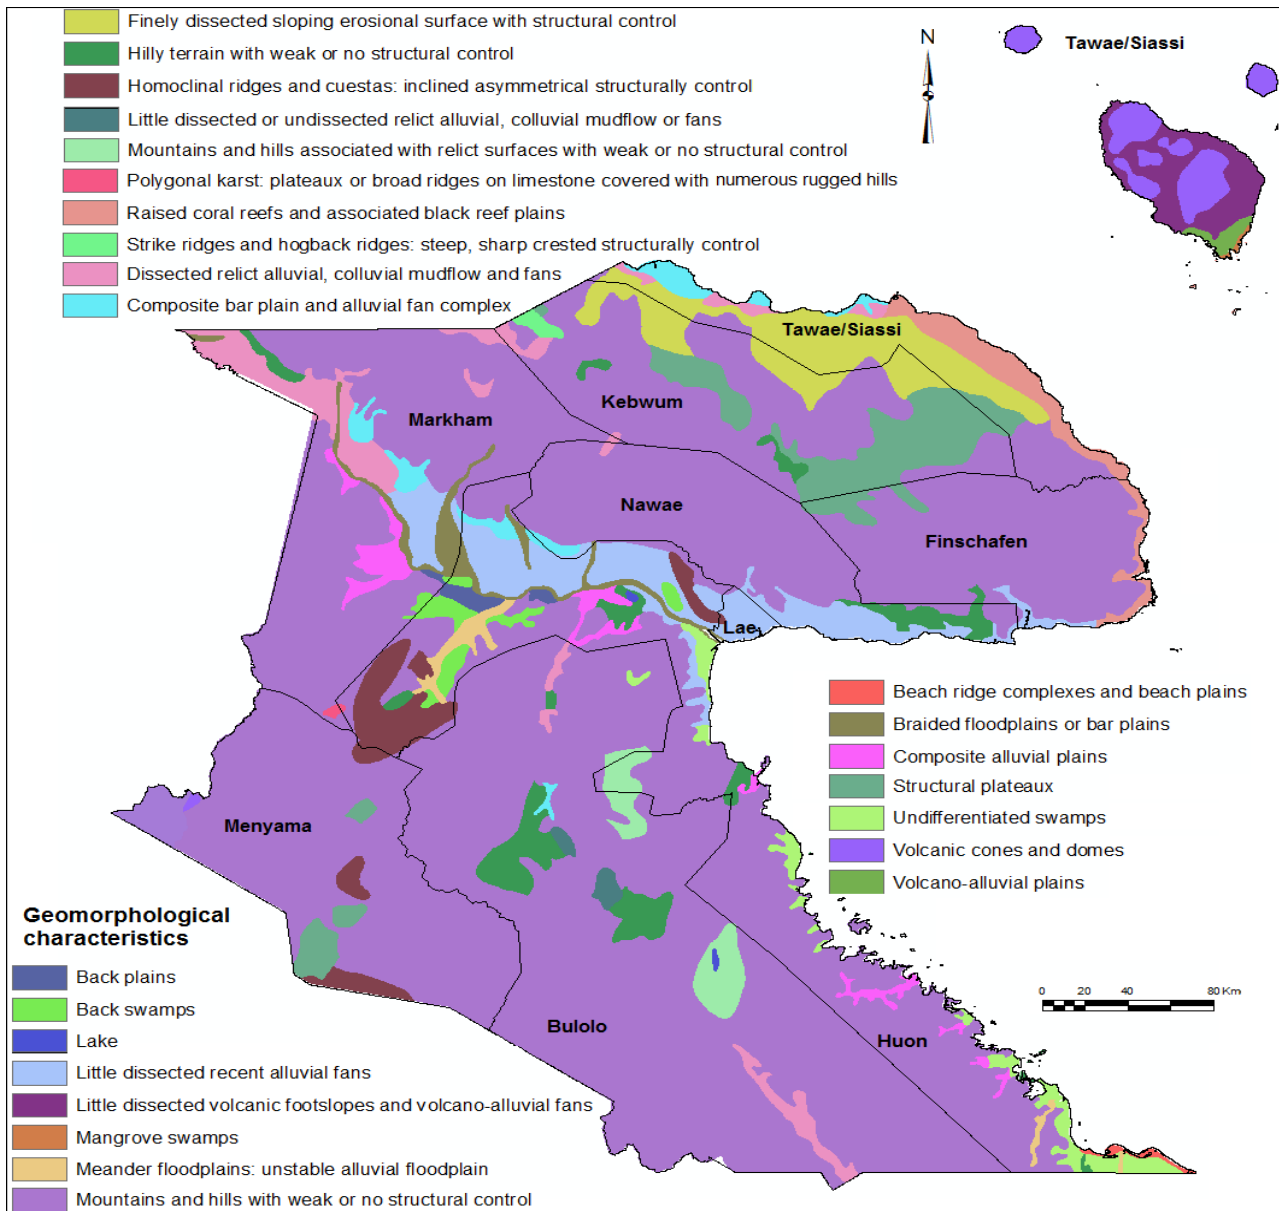 Finely dissected sloping erosional surface with structural control
Hilly terrain with weak or no structural control
Homoclinal ridges and cuestas: inclined asymmetrical structurally control
Little dissected or undissected relict alluvial, colluvial mudflow or fans
Mountains and hills associated with relict surfaces with weak or no structural control
Polygonal karst: plateaux or broad ridges on limestone covered with numerous rugged hills
Raised coral reefs and associated black reef plains
Strike ridges and hogback ridges: steep, sharp crested structurally control
Dissected relict alluvial, colluvial mudflow and fans
Composite bar plain and alluvial fan complex
N
Tawae/Siassi
Tawae/Siassi
Kebwum
Markham
Nawae
Finschafen
Lae
Menyama
Bulolo
Huon
Beach ridge complexes and beach plains
Braided floodplains or bar plains
Composite alluvial plains
Structural plateaux
Undifferentiated swamps
Volcanic cones and domes
Volcano-alluvial plains
0 20 40 80 Km
Geomorphological
characteristics
Back plains
Back swamps
Lake
Little dissected recent alluvial fans
Little dissected volcanic footslopes and volcano-alluvial fans
Mangrove swamps
Meander floodplains: unstable alluvial floodplain
Mountains and hills with weak or no structural control